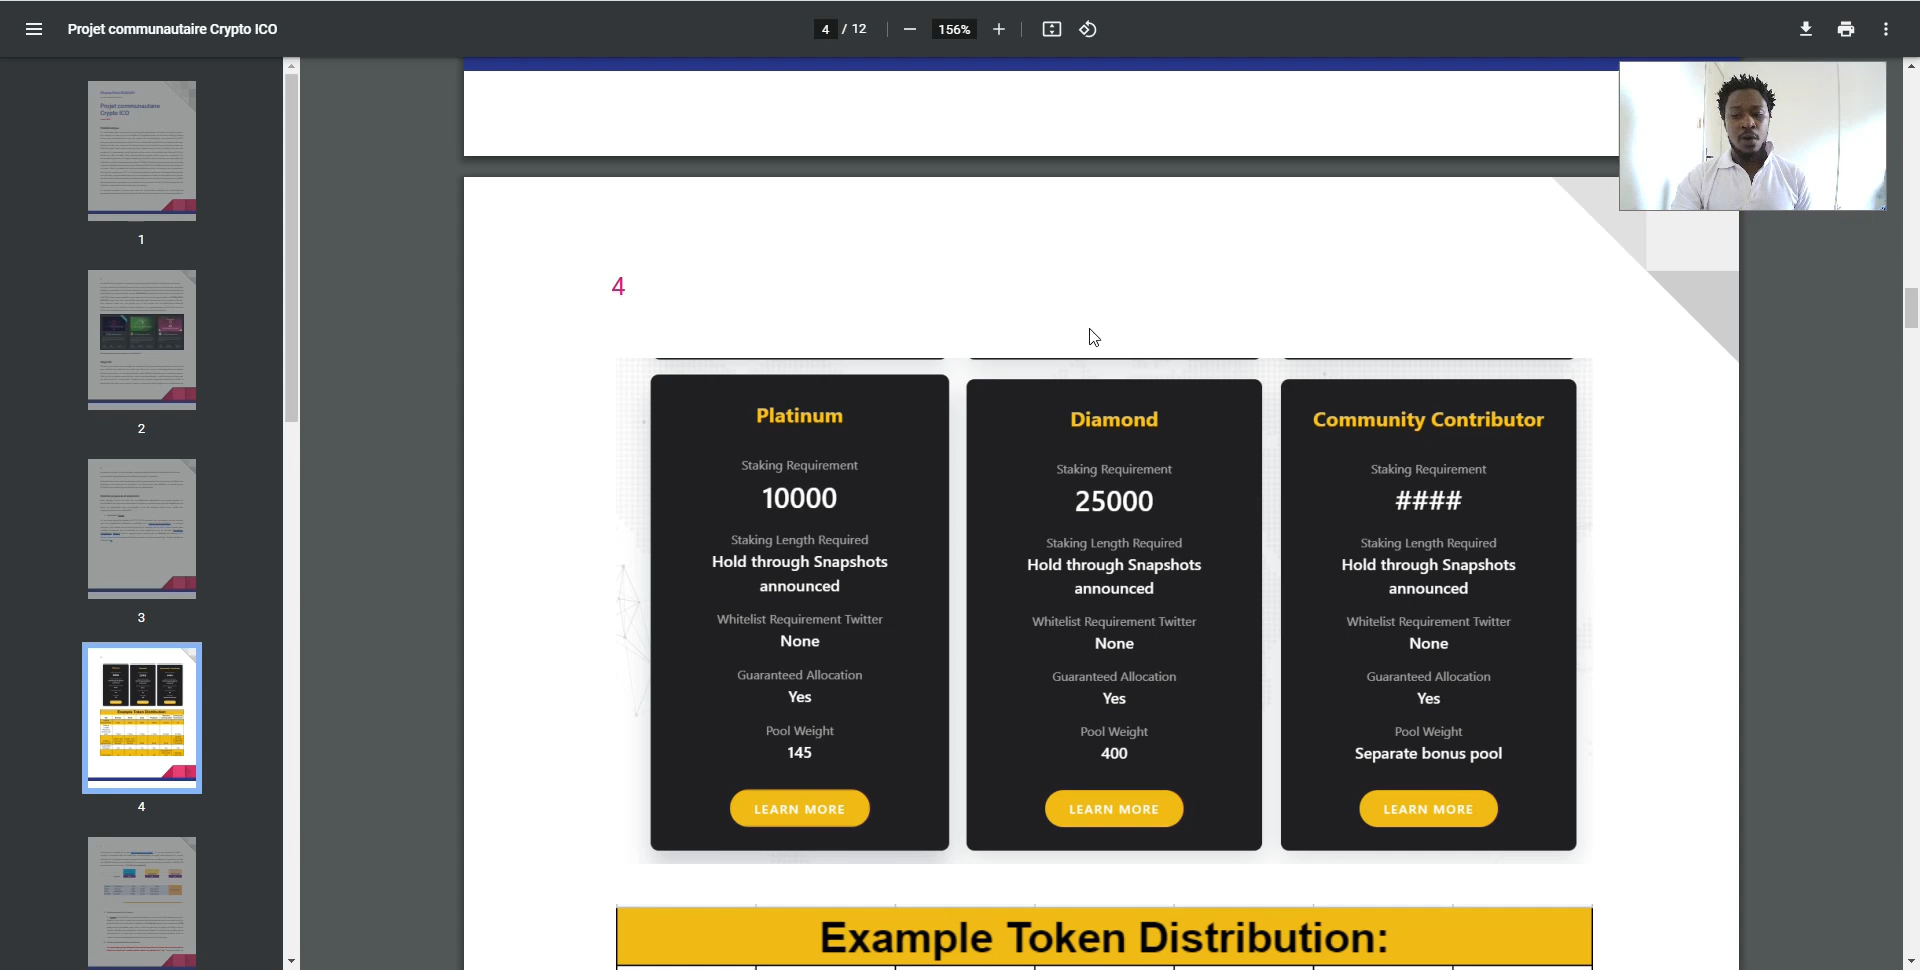 Projet communautaire Crypto ICO
4 / 12
156%
1
2
3
4
4
Platinum
Staking Requirement
10000
Staking Length Required
Hold through Snapshots
announced
Whitelist Requirement Twitter
None
Guaranteed Allocation
Yes
Pool Weight
145
LEARN MORE
Diamond
Staking Requirement
25000
Staking Length Required
Hold through Snapshots
announced
Whitelist Requirement Twitter
None
Guaranteed Allocation
Yes
Pool Weight
400
LEARN MORE
Community Contributor
Staking Requirement
####
Staking Length Required
Hold through Snapshots
announced
Whitelist Requirement Twitter
None
Guaranteed Allocation
Yes
Pool Weight
Separate bonus pool
LEARN MORE
Example Token Distribution: